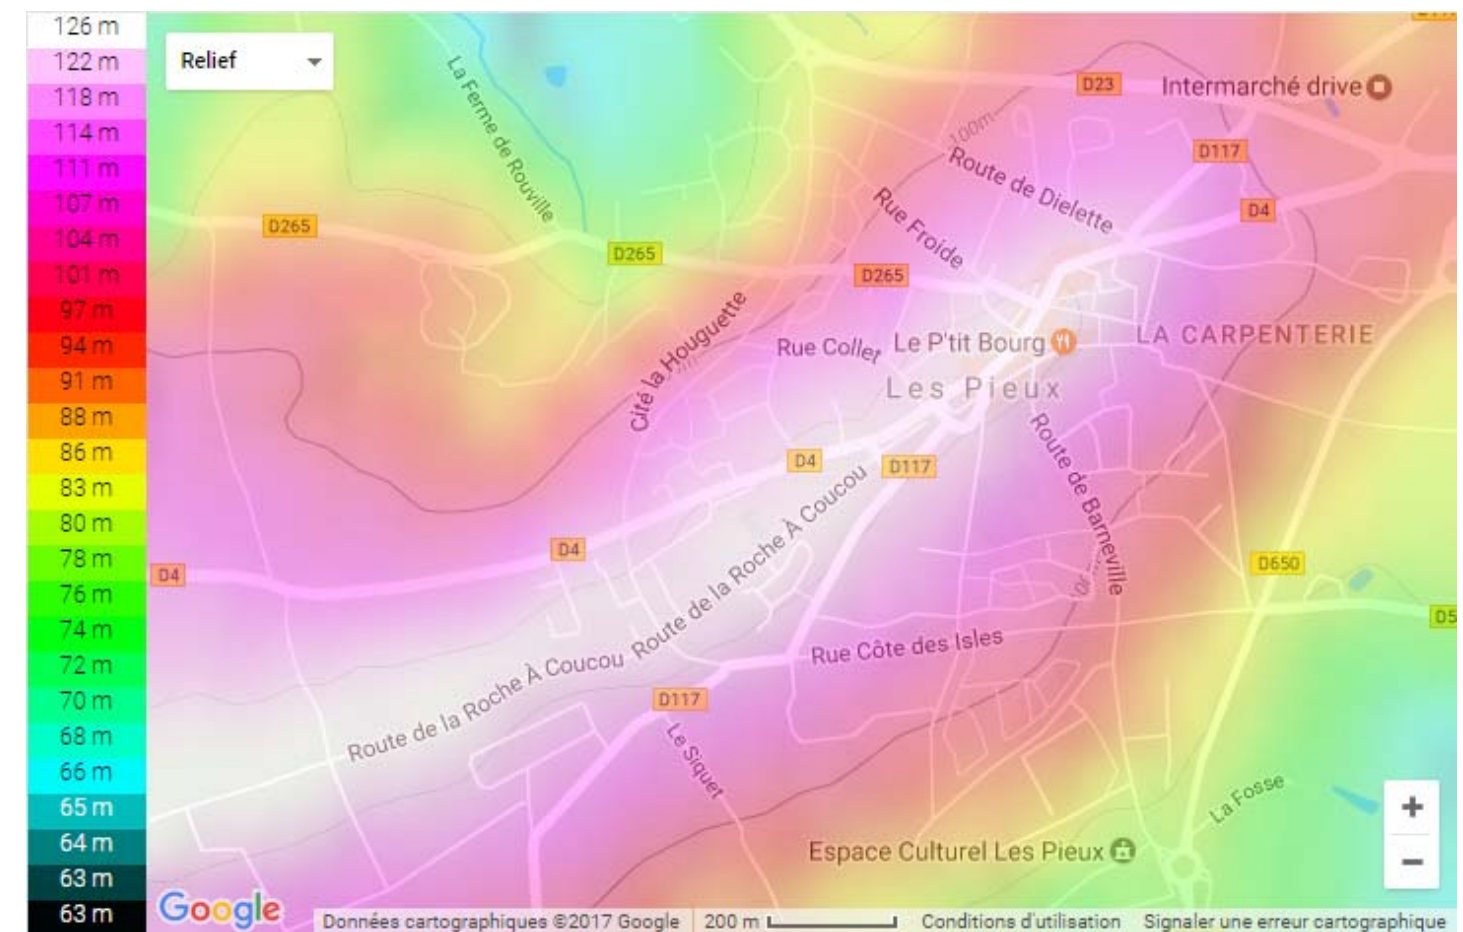 126 m
122 m
118 m
114 m
111 m
107 m
104 m
101 m
97 m
94 m
91 m
88 m
86 m
83 m
80 m
78 m
76 m
74 m
72 m
70 m
68 m
66 m
65 m
64 m
63 m
63 m
Relief
La Ferme de Rouville
D23
Intermarché drive
100m
D117
Route de Dielette
D265
Rue Froide
D4
D265
D265
Cité la Houguette
Rue Collet
Le P'tit Bourg
LA CARPENTERIE
Les Pieux
D4
D117
Route de Barneville
D4
D4
D650
Route de la Roche À Coucou
D5
Rue Côte des Isles
Route de la Roche À Coucou
D117
Le Siquet
La Fosse
+
Espace Culturel Les Pieux
−
Google
Données cartographiques ©2017 Google
200 m
Conditions d'utilisation
Signaler une erreur cartographique